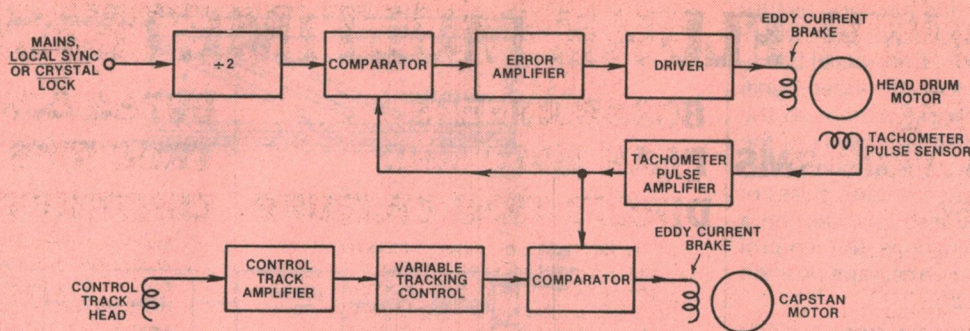 MAINS,
LOCAL SYNC
OR CRYSTAL
LOCK
÷2
COMPARATOR
ERROR
AMPLIFIER
DRIVER
EDDY CURRENT
BRAKE
HEAD DRUM
MOTOR
TACHOMETER
PULSE SENSOR
TACHOMETER
PULSE
AMPLIFIER
CONTROL
TRACK
HEAD
CONTROL
TRACK
AMPLIFIER
VARIABLE
TRACKING
CONTROL
COMPARATOR
EDDY CURRENT
BRAKE
CAPSTAN
MOTOR